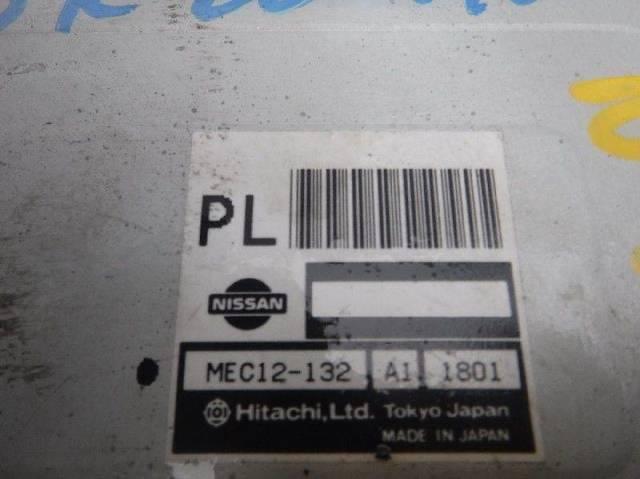 PL
NISSAN
MEC12-132 A1 1801
Hitachi, Ltd. Tokyo Japan
MADE IN JAPAN